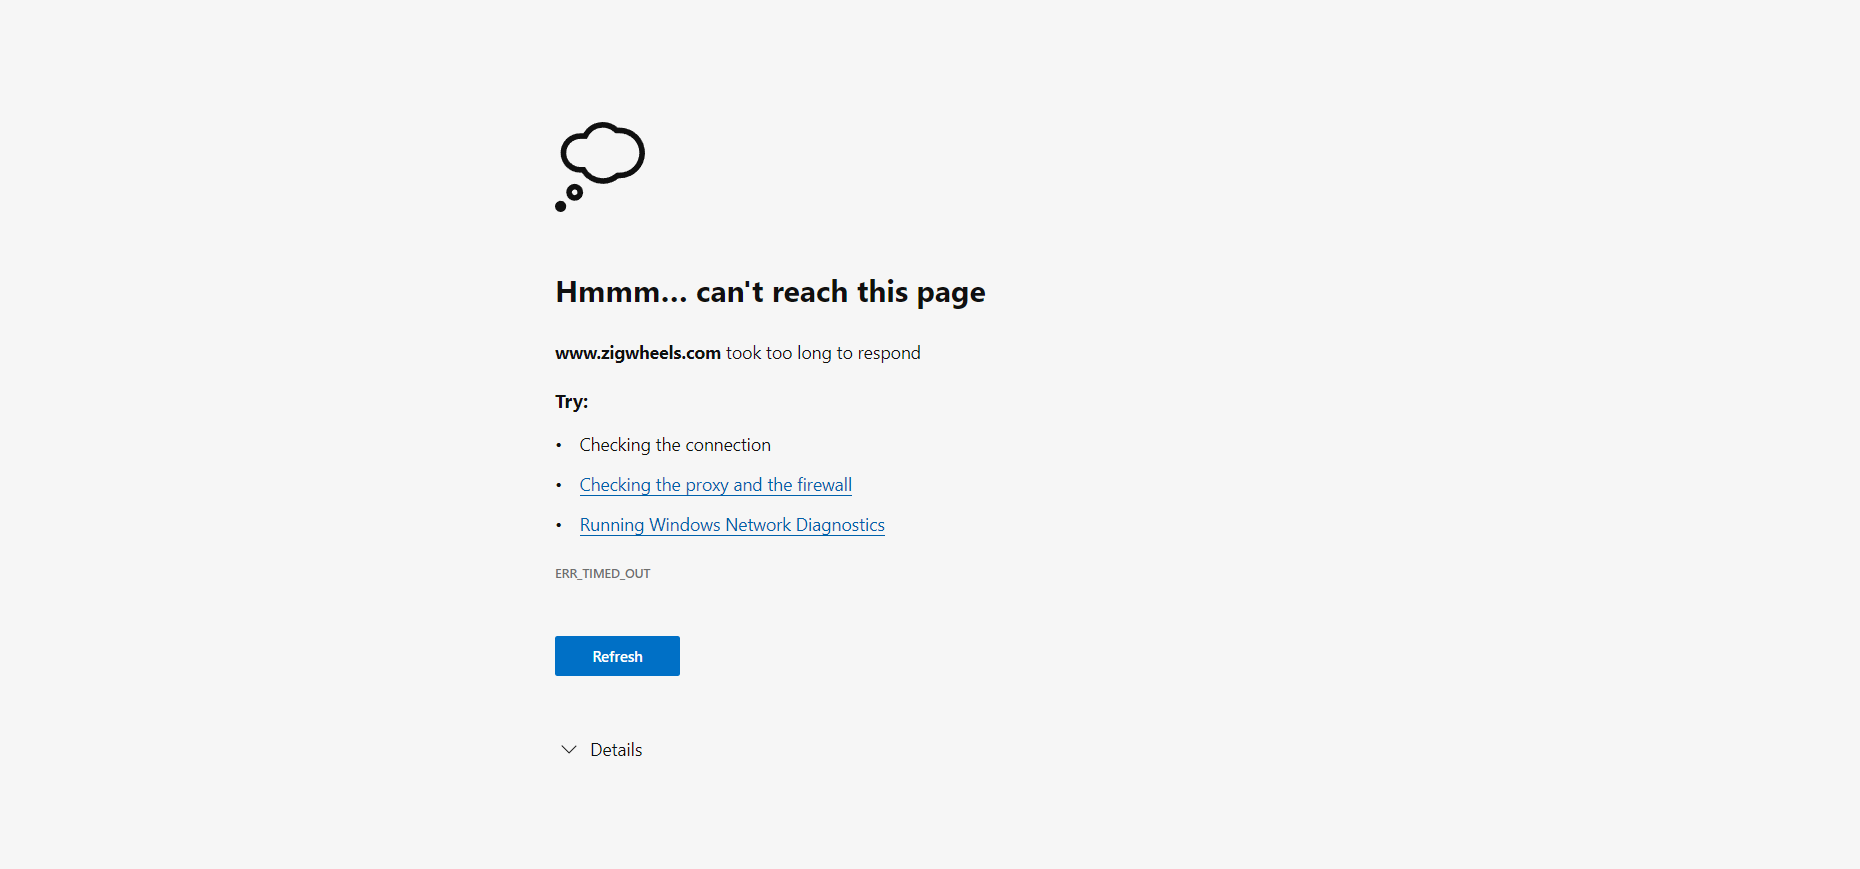 Hmmm… can't reach this page
www.zigwheels.com took too long to respond
Try:
• Checking the connection
• Checking the proxy and the firewall
• Running Windows Network Diagnostics
ERR_TIMED_OUT
Refresh
Details